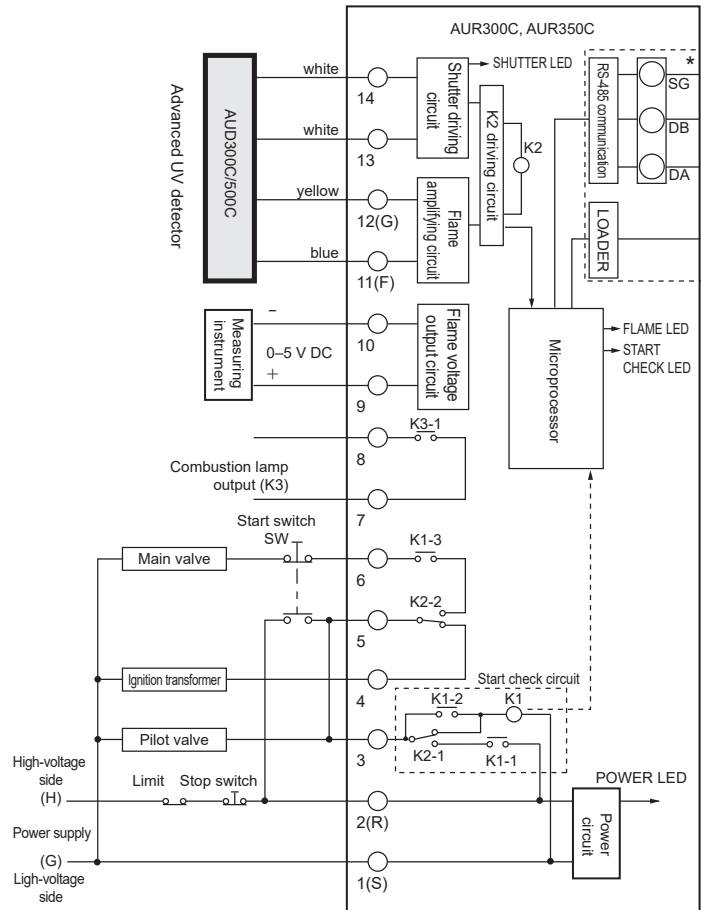 AUR300C, AUR350C
Advanced UV detector
AUD300C/500C
white
14
white
13
yellow
12(G)
blue
11(F)
Shutter driving
circuit
SHUTTER LED
Flame
amplifying circuit
K2 driving circuit
K2
RS-485 communication
*
SG
DB
DA
LOADER
Microprocessor
FLAME LED
START
CHECK LED
Measuring
instrument
−
0–5 V DC
+
10
9
Flame voltage
output circuit
Combustion lamp
output (K3)
8
K3-1
7
Start switch
SW
Main valve
6
K1-3
K2-2
5
Ignition transformer
4
Start check circuit
K1-2
K1
Pilot valve
3
K2-1
K1-1
High-voltage
side
(H)
Limit
Stop switch
2(R)
POWER LED
Power
circuit
Power supply
(G)
Ligh-voltage
side
1(S)